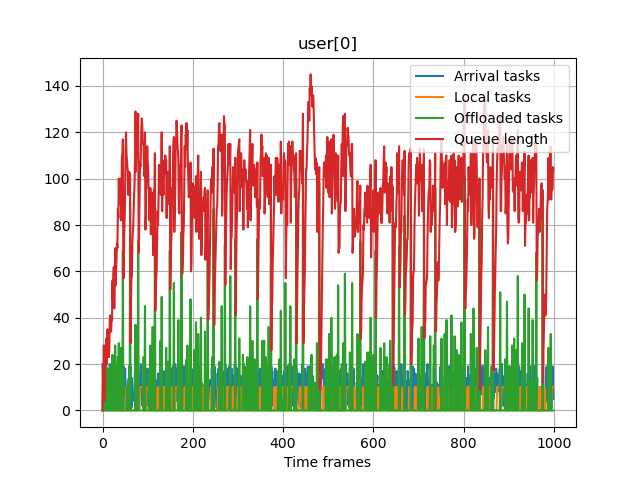 user[0]
Arrival tasks
Local tasks
Offloaded tasks
Queue length
140
120
100
80
60
40
20
0
0 200 400 600 800 1000
Time frames